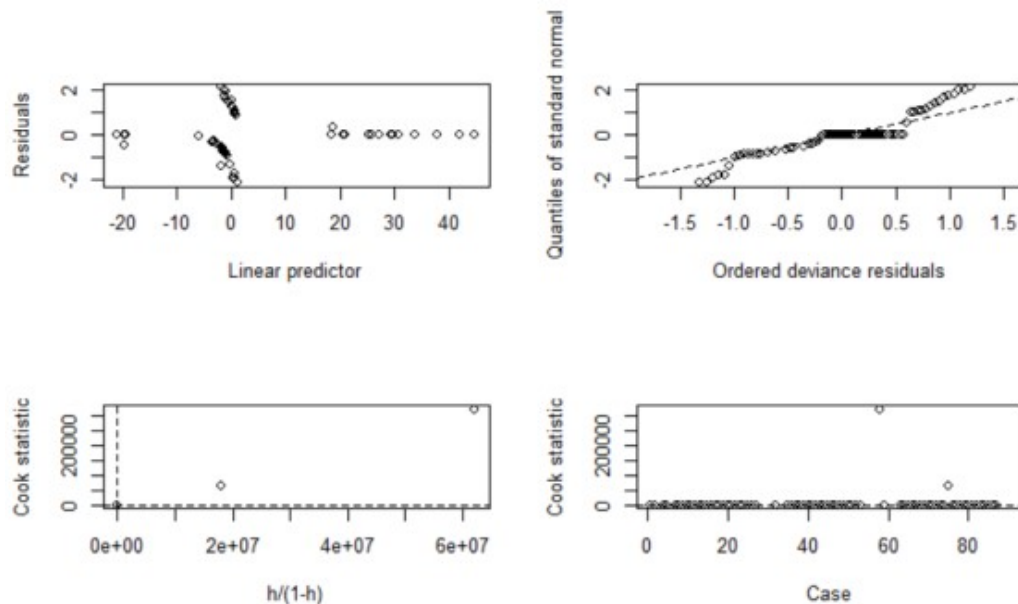 Residuals
2
0
-2
-20 -10 0 10 20 30 40
Linear predictor
Quantiles of standard normal
2
0
-2
-1.5 -1.0 -0.5 0.0 0.5 1.0 1.5
Ordered deviance residuals
Cook statistic
200000
0
0e+00 2e+07 6e+07
h/(1-h)
Cook statistic
200000
0
0 20 40 60 80
Case